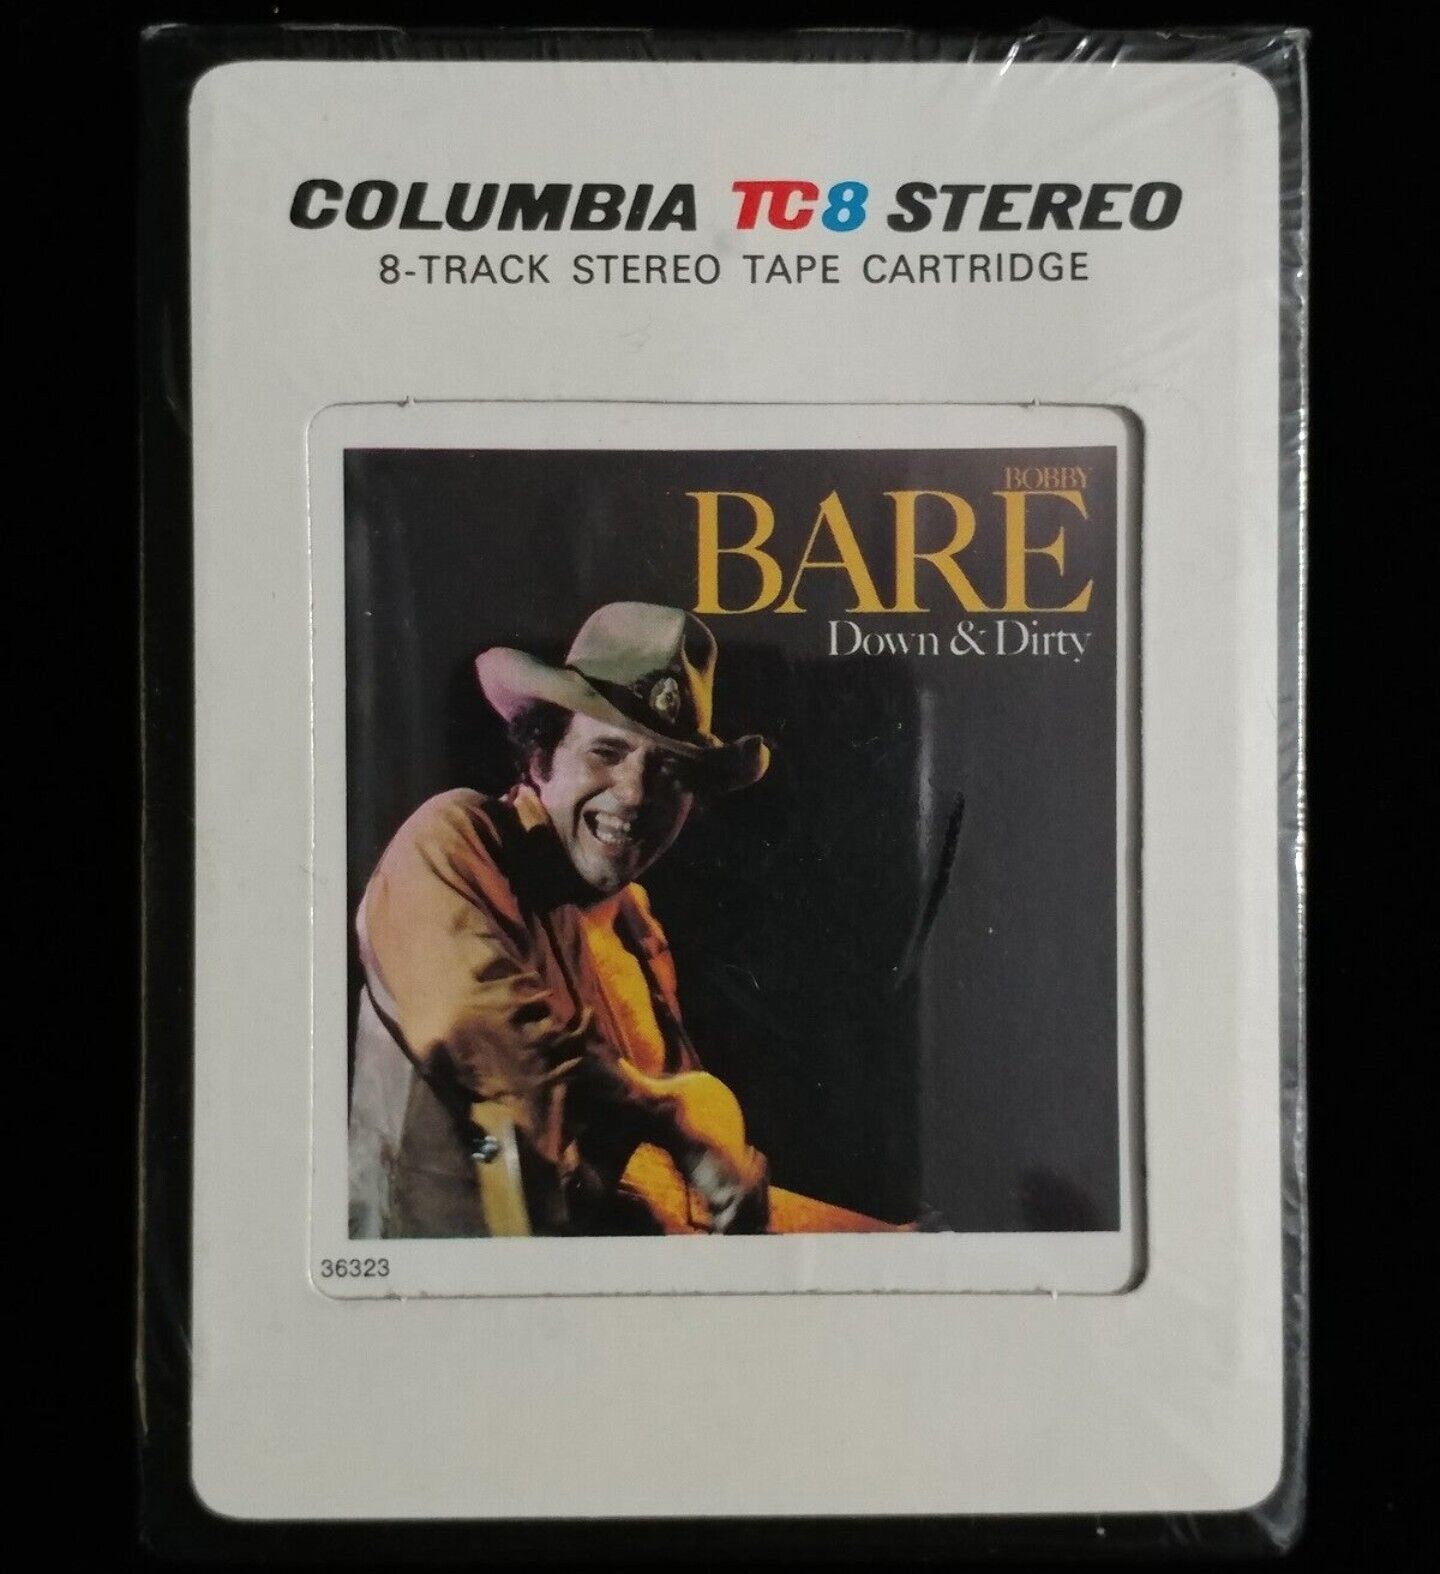 COLUMBIA TC8 STEREO
8-TRACK STEREO TAPE CARTRIDGE
BOBBY
BARE
Down & Dirty
36323